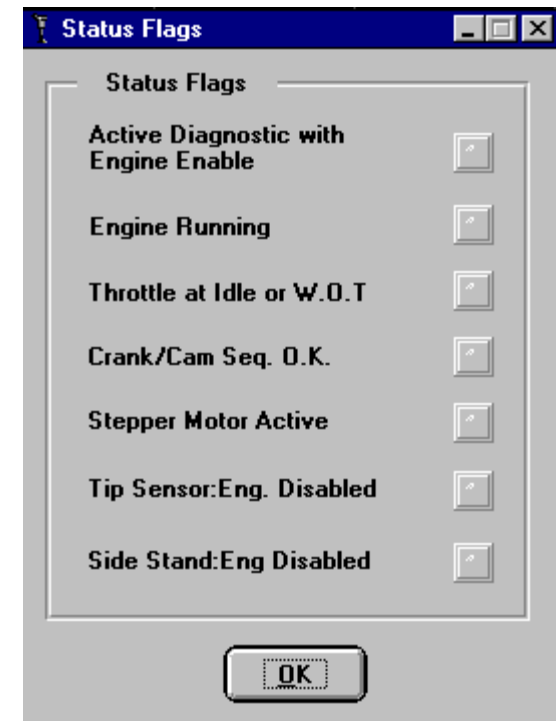 Status Flags
Status Flags
Active Diagnostic with
Engine Enable
Engine Running
Throttle at Idle or W.O.T
Crank/Cam Seq. O.K.
Stepper Motor Active
Tip Sensor:Eng. Disabled
Side Stand:Eng Disabled
OK